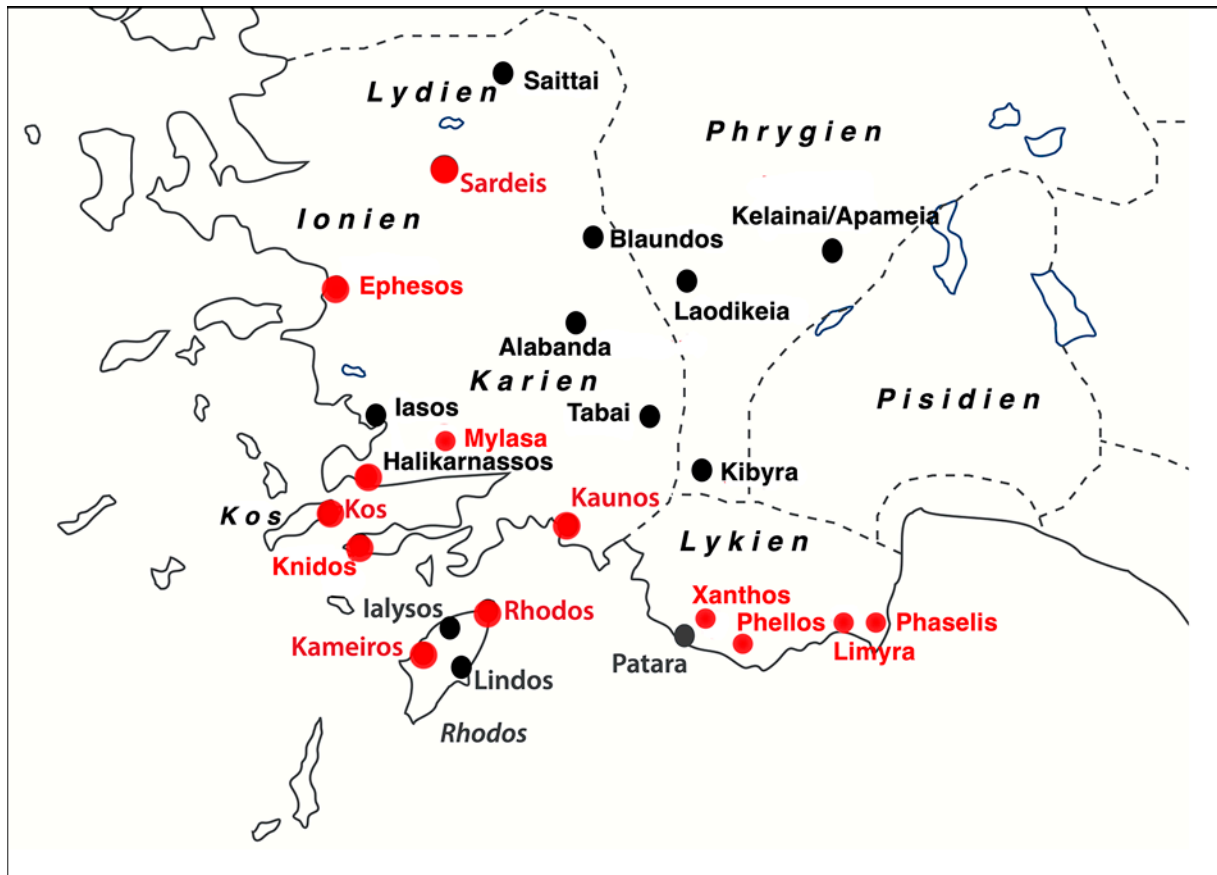 Saittai
Lydien
Phrygien
Sardeis
Ionien
Kelainai/Apameia
Blaundos
Ephesos
Laodikeia
Alabanda
Karien
Pisidien
Iasos
Tabai
Mylasa
Halikarnassos
Kibyra
Kaunos
Kos
Kos
Lykien
Knidos
Xanthos
Ialysos
Rhodos
Phellos
Phaselis
Kameiros
Limyra
Patara
Lindos
Rhodos